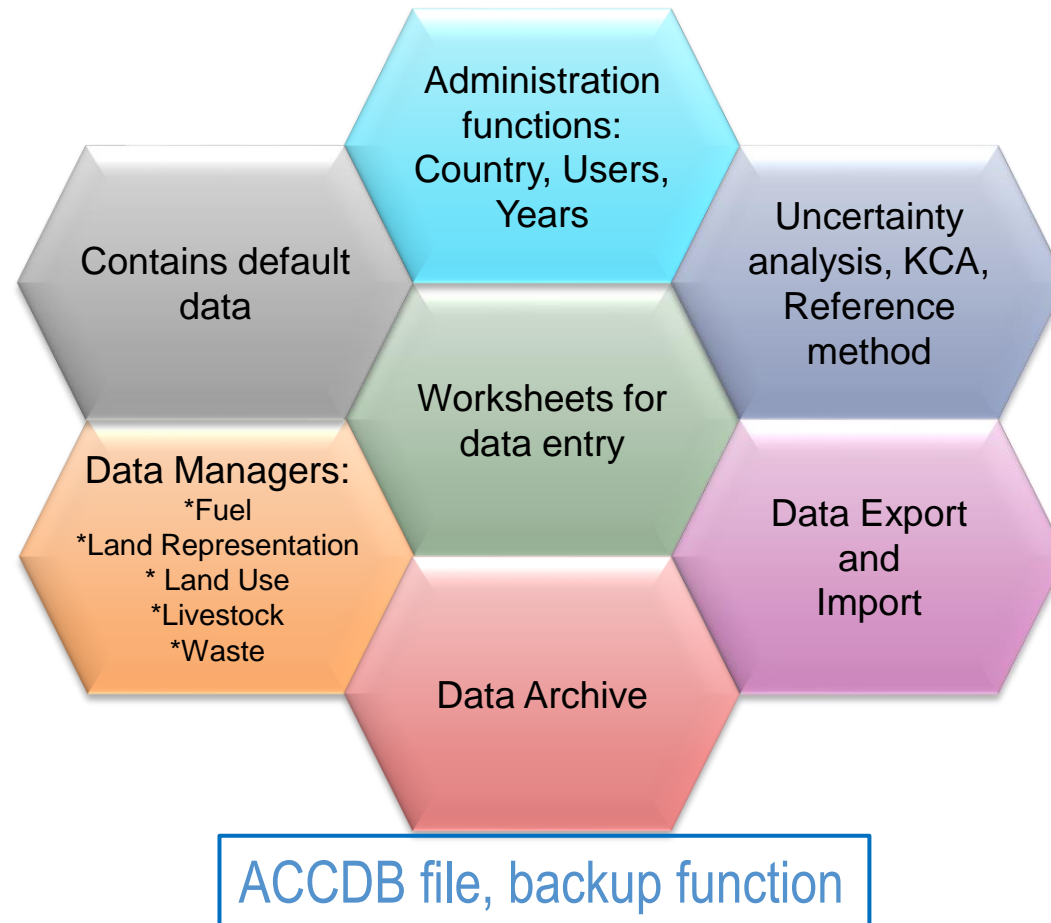 Administration
functions:
Country, Users,
Years
Contains default
data
Uncertainty
analysis, KCA,
Reference
method
Worksheets for
data entry
Data Managers:
*Fuel
*Land Representation
* Land Use
*Livestock
*Waste
Data Export
and
Import
Data Archive
ACCDB file, backup function